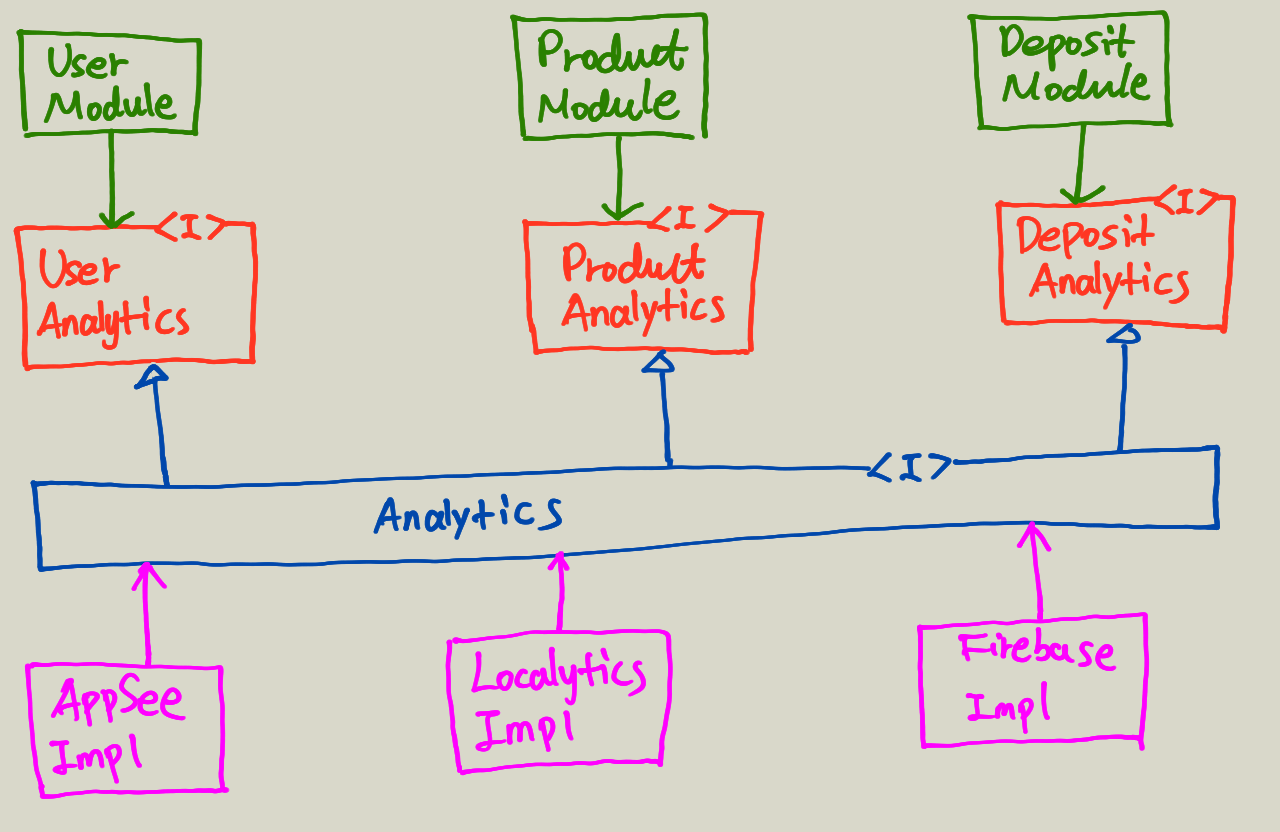 User
Module
Product
Module
Deposit
Module
<I>
User
Analytics
<I>
Product
Analytics
<I>
Deposit
Analytics
<I>
Analytics
AppSee
Impl
Localytics
Impl
Firebase
Impl